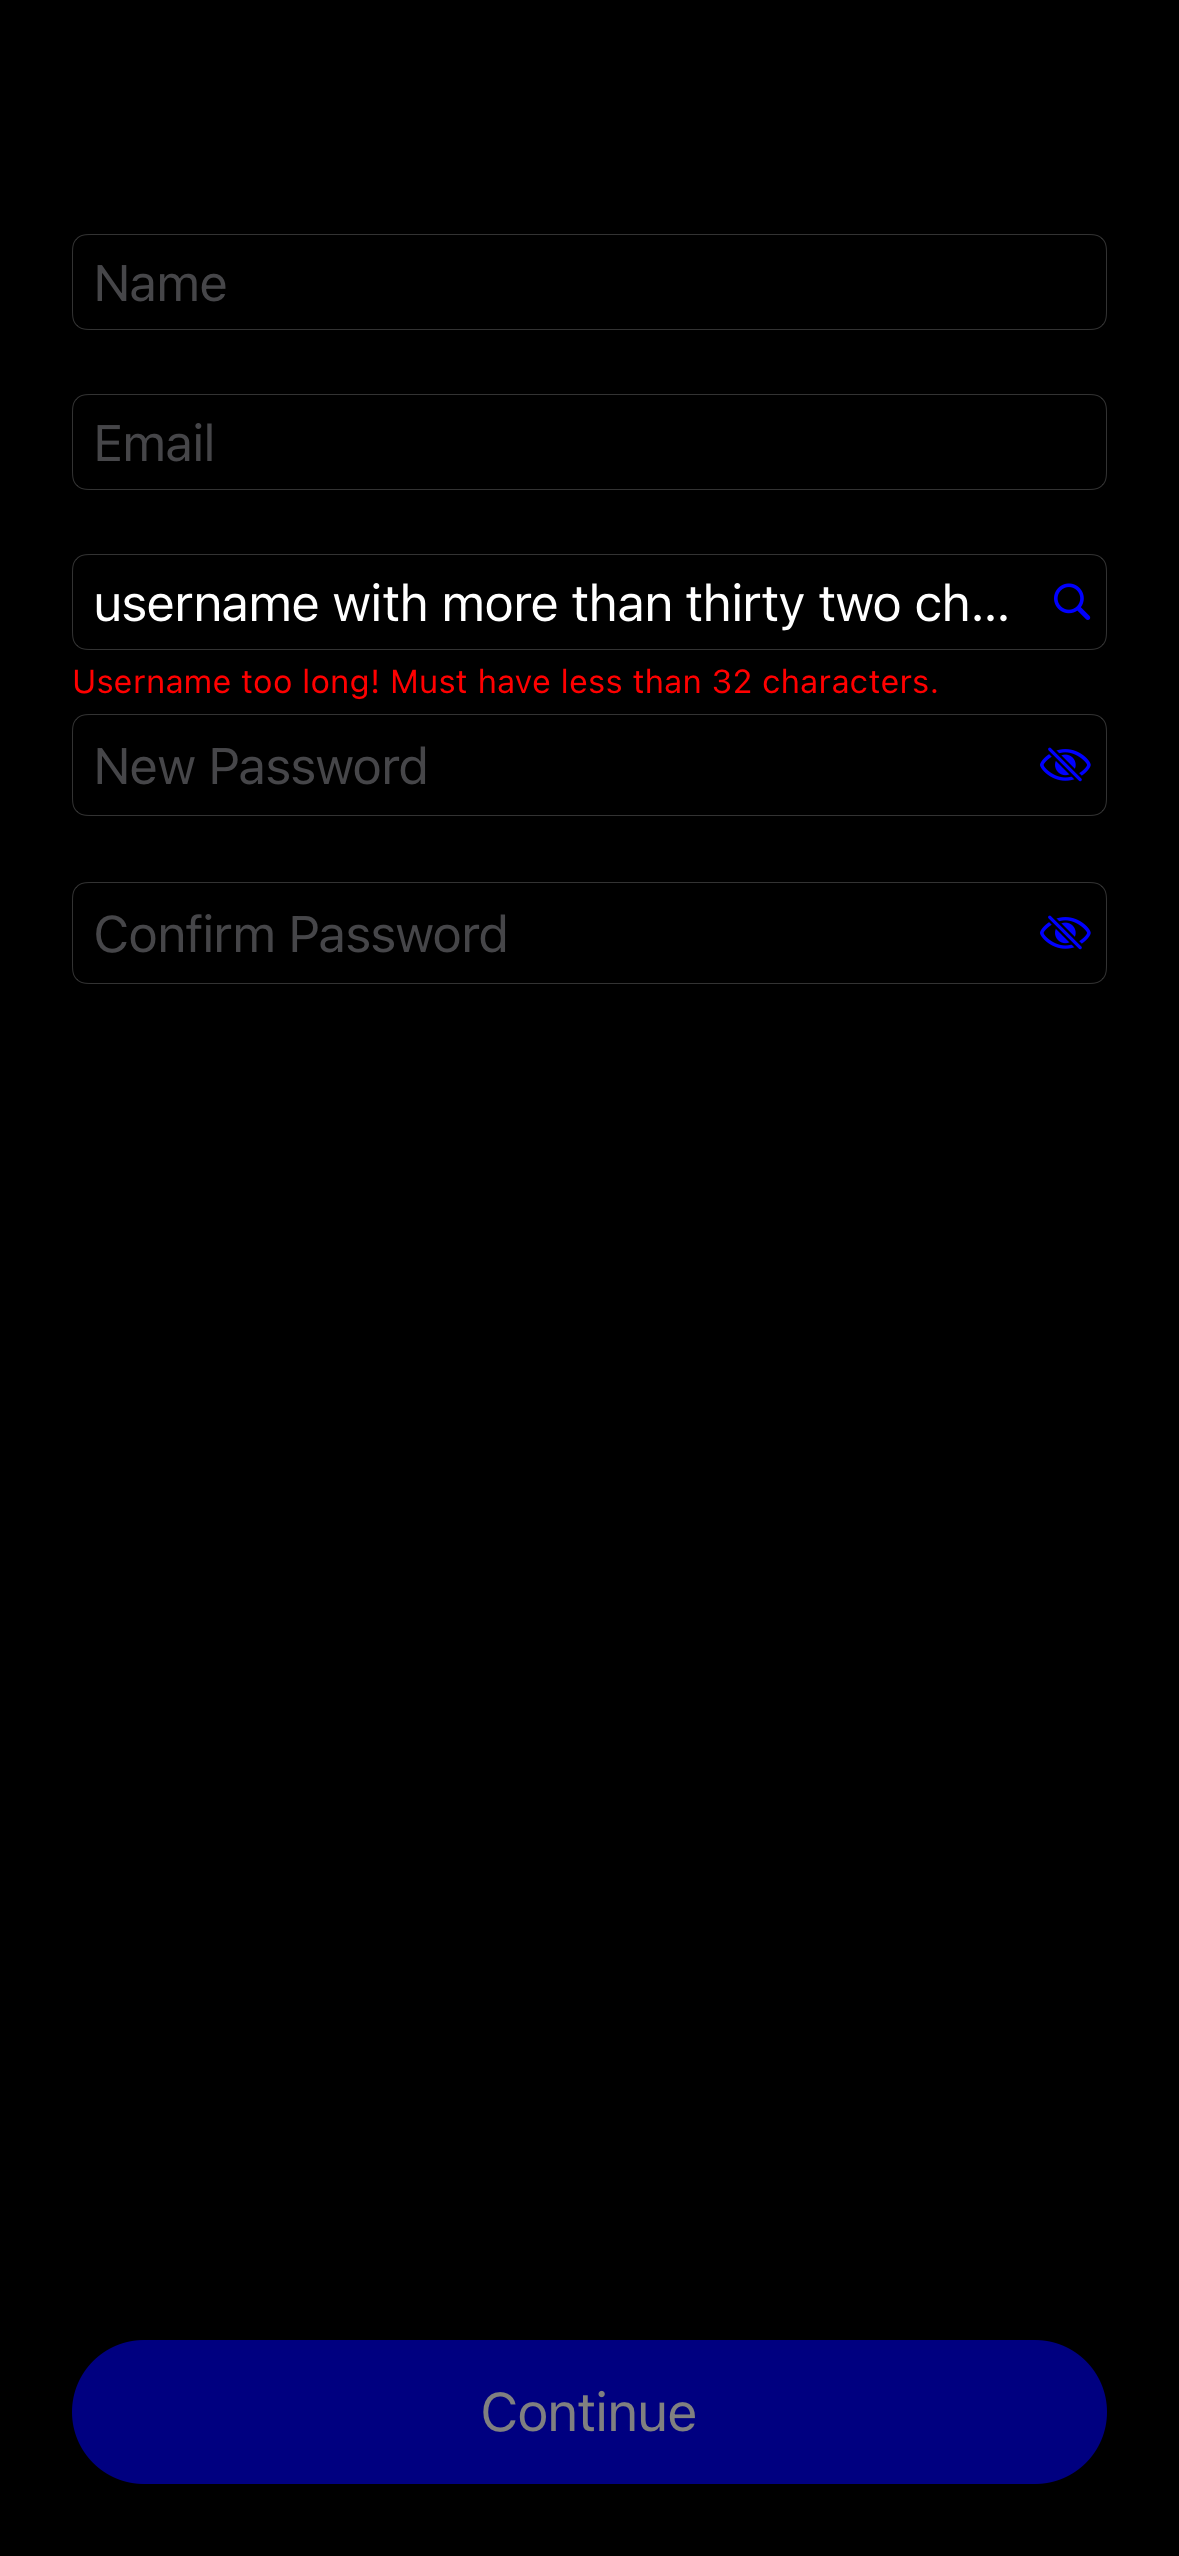 Name
Email
username with more than thirty two ch...
Username too long! Must have less than 32 characters.
New Password
Confirm Password
Continue